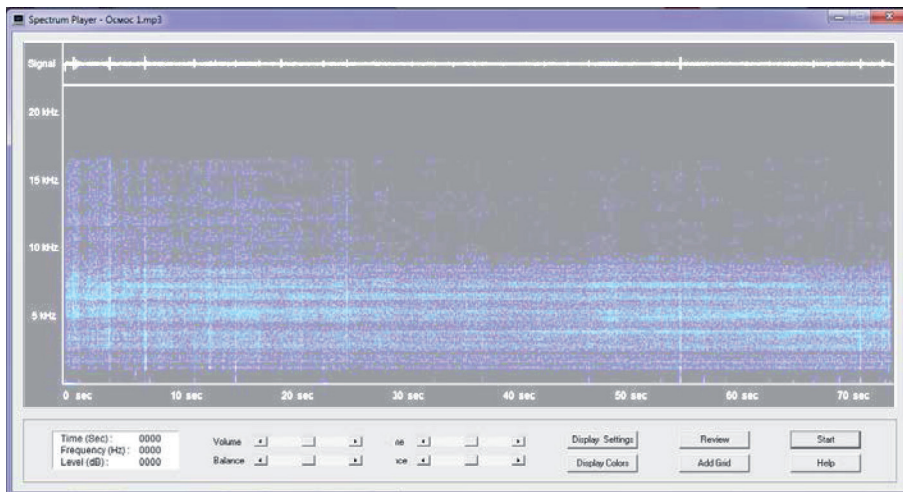 Spectrum Player - Осмос 1.mp3
Signal
20 kHz
15 kHz
10 kHz
5 kHz
0 sec 10 sec 20 sec 30 sec 40 sec 50 sec 60 sec 70 sec
Time (Sec) : 0000
Frequency (Hz) : 0000
Level (dB) : 0000
Volume
Balance
ne
ice
Display Settings
Display Colors
Review
Add Grid
Start
Help